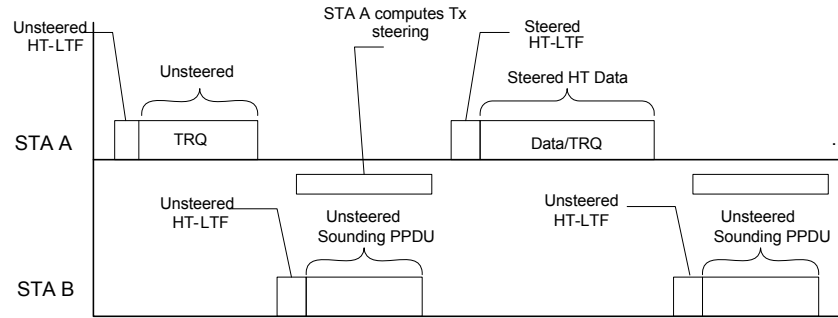 STA A computes Tx
steering
Unsteered
HT-LTF
Steered
HT-LTF
Unsteered
Steered HT Data
STA A
TRQ
Data/TRQ
Unsteered
HT-LTF
Unsteered
Sounding PPDU
Unsteered
HT-LTF
Unsteered
Sounding PPDU
STA B